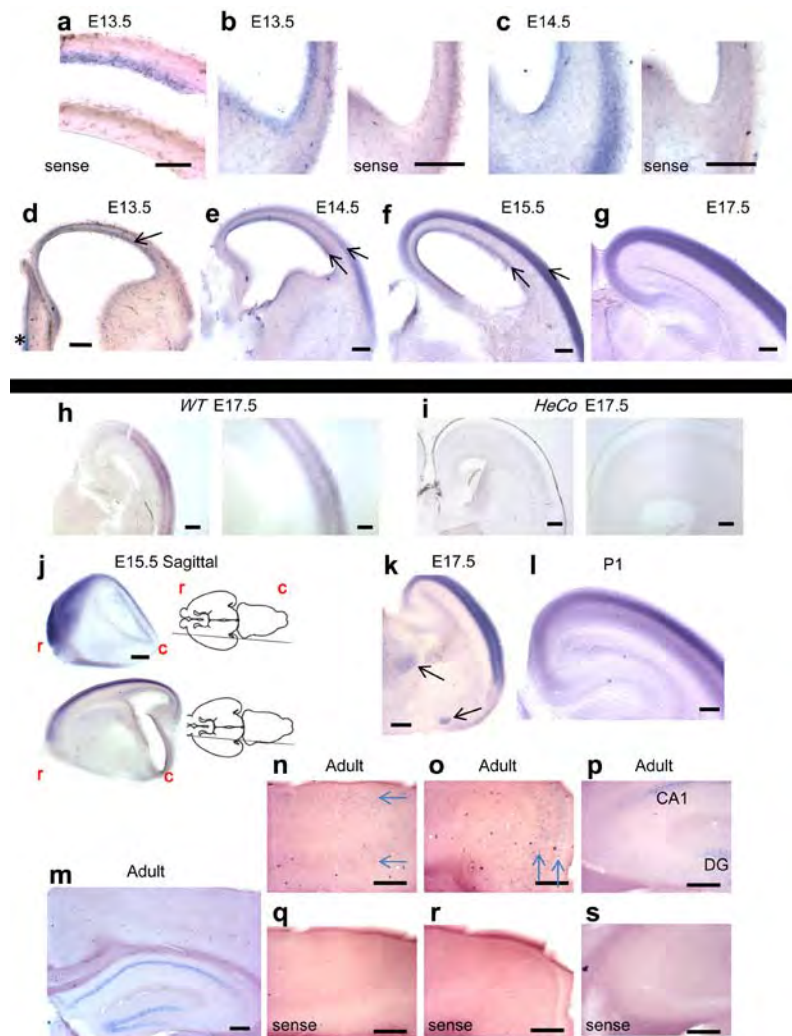 a E13.5 b E13.5 c E14.5
sense sense sense
d E13.5 e E14.5 f E15.5 g E17.5
*
h WT E17.5 i HeCo E17.5
j E15.5 Sagittal k E17.5 l P1
r c
r c
r c
n Adult o Adult p Adult
CA1
DG
m Adult
q r s
sense sense sense